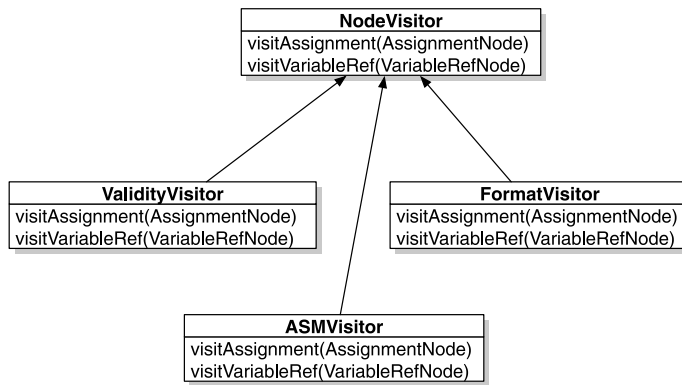 NodeVisitor
visitAssignment(AssignmentNode)
visitVariableRef(VariableRefNode)
ValidityVisitor
visitAssignment(AssignmentNode)
visitVariableRef(VariableRefNode)
FormatVisitor
visitAssignment(AssignmentNode)
visitVariableRef(VariableRefNode)
ASMVisitor
visitAssignment(AssignmentNode)
visitVariableRef(VariableRefNode)